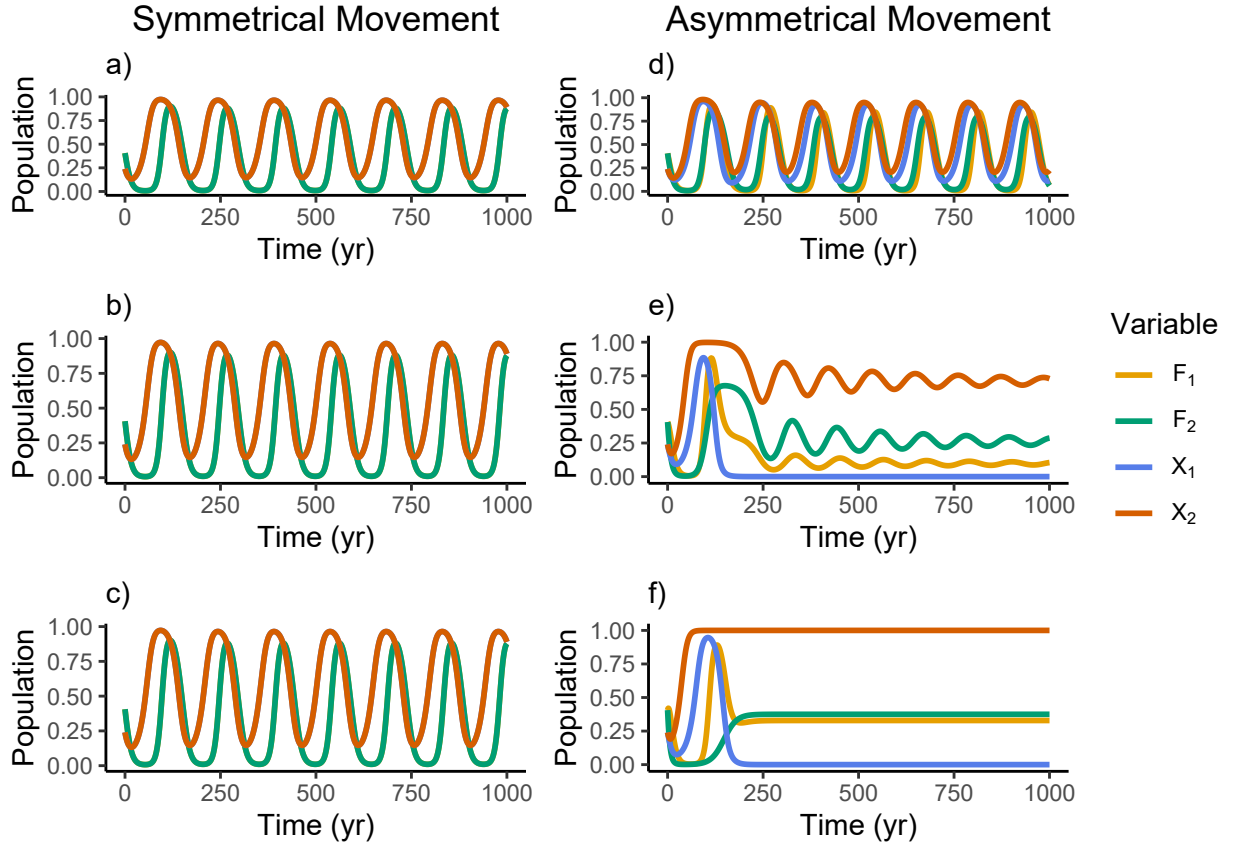 Symmetrical Movement
Asymmetrical Movement
a)
Population
1.00
0.75
0.50
0.25
0.00
0 250 500 750 1000
Time (yr)
d)
Population
1.00
0.75
0.50
0.25
0.00
0 250 500 750 1000
Time (yr)
b)
Population
1.00
0.75
0.50
0.25
0.00
0 250 500 750 1000
Time (yr)
e)
Population
1.00
0.75
0.50
0.25
0.00
0 250 500 750 1000
Time (yr)
c)
Population
1.00
0.75
0.50
0.25
0.00
0 250 500 750 1000
Time (yr)
f)
Population
1.00
0.75
0.50
0.25
0.00
0 250 500 750 1000
Time (yr)
Variable
F₁
F₂
X₁
X₂